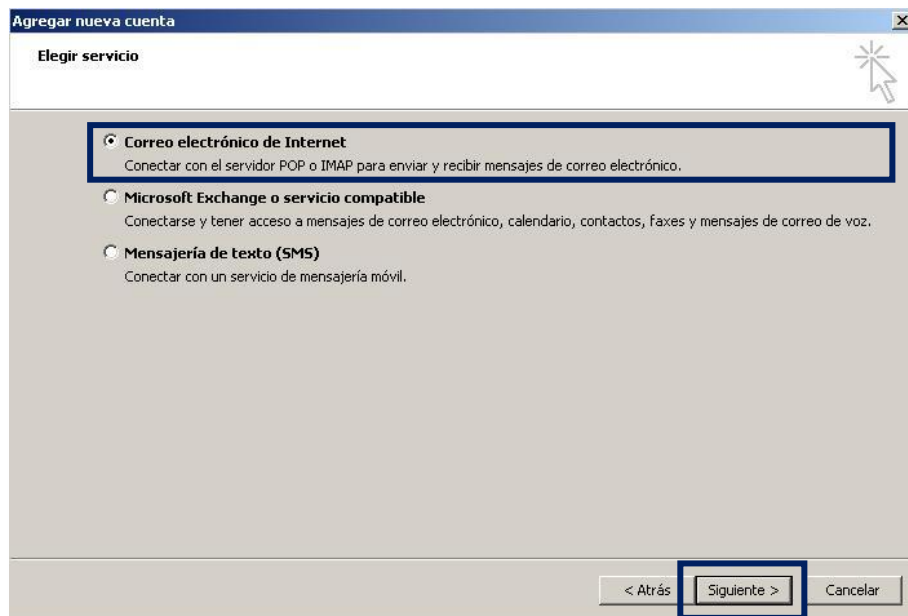 Agregar nueva cuenta
Elegir servicio
Correo electrónico de Internet
Conectar con el servidor POP o IMAP para enviar y recibir mensajes de correo electrónico.
Microsoft Exchange o servicio compatible
Conectarse y tener acceso a mensajes de correo electrónico, calendario, contactos, faxes y mensajes de correo de voz.
Mensajería de texto (SMS)
Conectar con un servicio de mensajería móvil.
< Atrás Siguiente > Cancelar